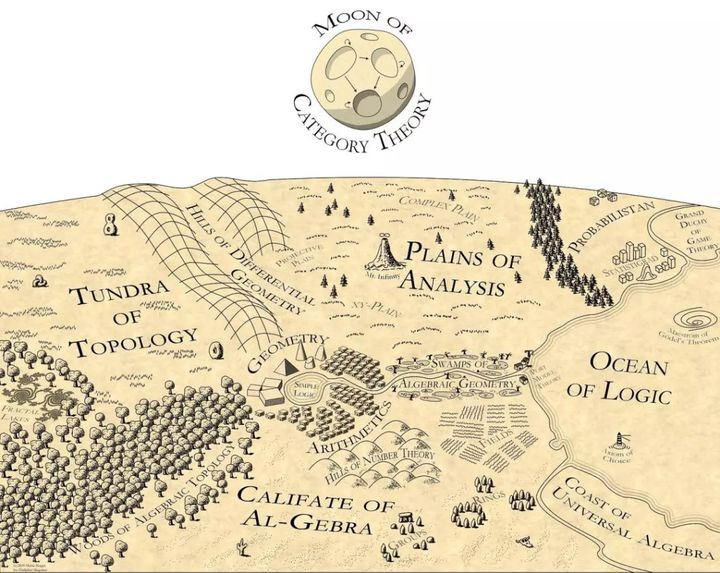 MOON OF
CATEGORY THEORY
HILLS OF DIFFERENTIAL
GEOMETRY
PROJECTIVE
PLAIN
COMPLEX PLAIN
Mt. Infinity
PLAINS OF
ANALYSIS
XY-PLAIN
PROBABILISTAN
GRAND
DUCHY
OF
GAME
THEORY
STATISTIGRAD
TUNDRA
OF
TOPOLOGY
Maelstrom of
Gödel's Theorem
GEOMETRY
SIMPLE
LOGIC
SWAMPS OF
ALGEBRAIC GEOMETRY
PORT
MODEL
THEORY
OCEAN
OF LOGIC
FRACTAL
LAKES
ARITHMETICS
FIELDS
HILLS OF NUMBER THEORY
Axiom of
Choice
WOODS OF ALGEBRAIC TOPOLOGY
CALIFATE OF
AL-GEBRA
RINGS
GROUPS
COAST OF
UNIVERSAL ALGEBRA